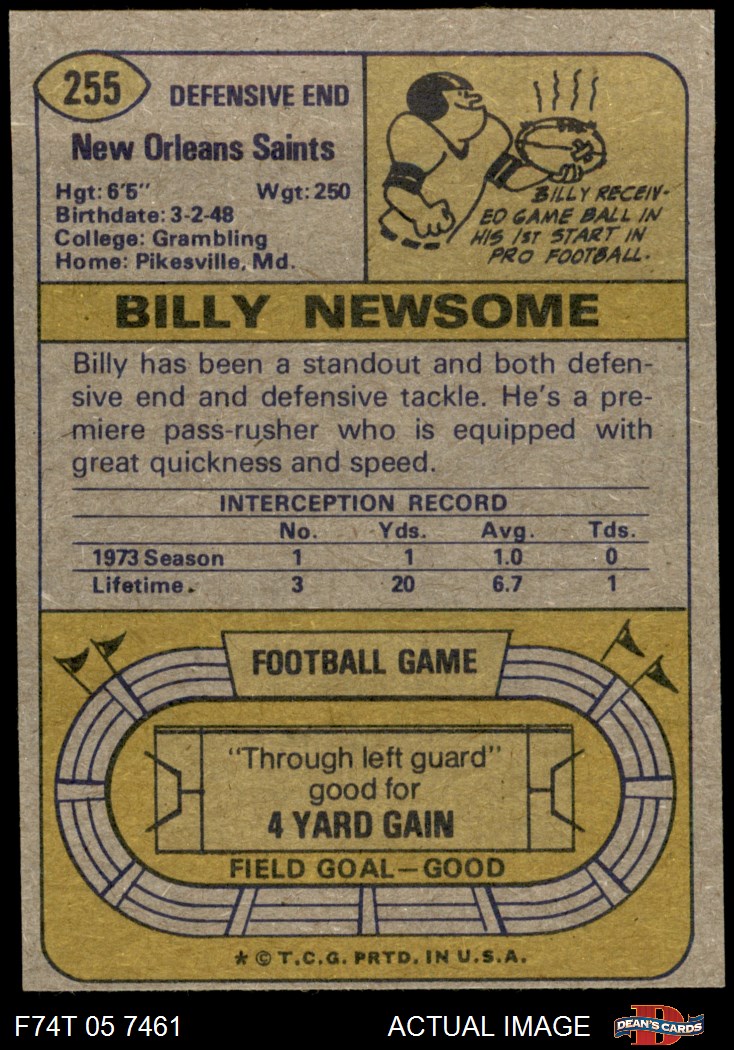 255
DEFENSIVE END
New Orleans Saints
Hgt: 6'5" Wgt: 250
Birthdate: 3-2-48
College: Grambling
Home: Pikesville, Md.
BILLY RECEIV-
ED GAME BALL IN
HIS 1ST START IN
PRO FOOTBALL.
BILLY NEWSOME
Billy has been a standout and both defen-
sive end and defensive tackle. He's a pre-
miere pass-rusher who is equipped with
great quickness and speed.
INTERCEPTION RECORD
No. Yds. Avg. Tds.
1973 Season 1 1 1.0 0
Lifetime 3 20 6.7 1
FOOTBALL GAME
"Through left guard"
good for
4 YARD GAIN
FIELD GOAL—GOOD
* © T.C.G. PRTD. IN U.S.A.
F74T 05 7461 ACTUAL IMAGE
D
DEAN'S CARDS